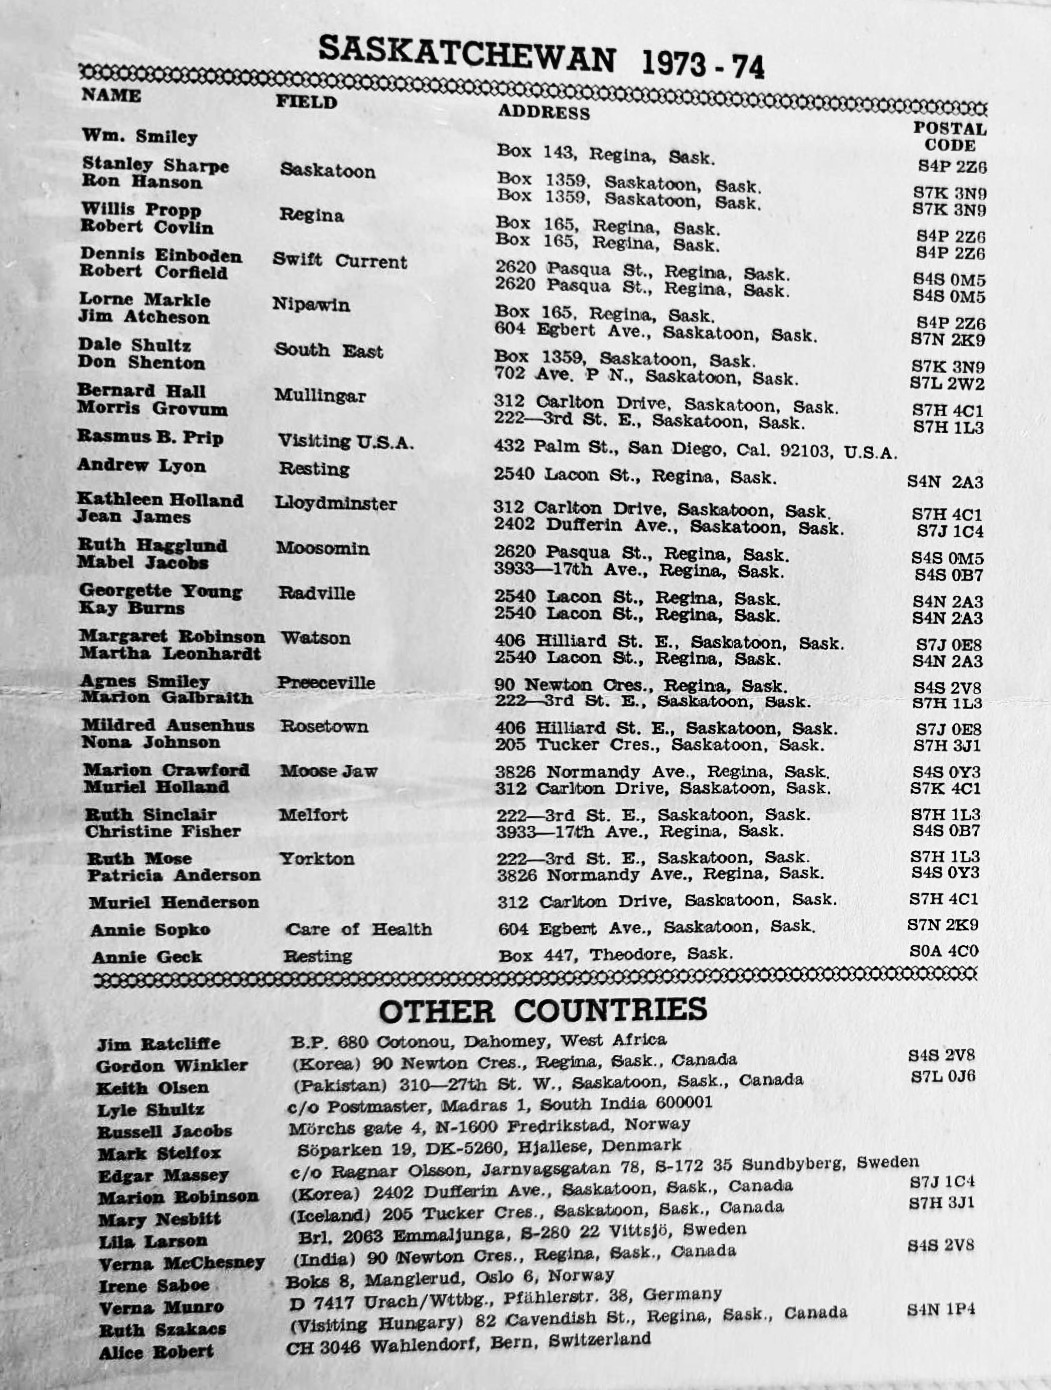 SASKATCHEWAN 1973 - 74
NAME FIELD ADDRESS POSTAL CODE
Wm. Smiley Box 143, Regina, Sask. S4P 2Z6
Stanley Sharpe Saskatoon Box 1359, Saskatoon, Sask. S7K 3N9
Ron Hanson Box 1359, Saskatoon, Sask. S7K 3N9
Willis Propp Regina Box 165, Regina, Sask. S4P 2Z6
Robert Covlin Box 165, Regina, Sask. S4P 2Z6
Dennis Einboden Swift Current 2620 Pasqua St., Regina, Sask. S4S 0M5
Robert Corfield 2620 Pasqua St., Regina, Sask. S4S 0M5
Lorne Markle Nipawin Box 165, Regina, Sask. S4P 2Z6
Jim Atcheson 604 Egbert Ave., Saskatoon, Sask. S7N 2K9
Dale Shultz South East Box 1359, Saskatoon, Sask. S7K 3N9
Don Shenton 702 Ave. P N., Saskatoon, Sask. S7L 2W2
Bernard Hall Mullingar 312 Carlton Drive, Saskatoon, Sask. S7H 4C1
Morris Grovum 222—3rd St. E., Saskatoon, Sask. S7H 1L3
Rasmus B. Prip Visiting U.S.A. 432 Palm St., San Diego, Cal. 92103, U.S.A.
Andrew Lyon Resting 2540 Lacon St., Regina, Sask. S4N 2A3
Kathleen Holland Lloydminster 312 Carlton Drive, Saskatoon, Sask. S7H 4C1
Jean James 2402 Dufferin Ave., Saskatoon, Sask. S7J 1C4
Ruth Hagglund Moosomin 2620 Pasqua St., Regina, Sask. S4S 0M5
Mabel Jacobs 3933—17th Ave., Regina, Sask. S4S 0B7
Georgette Young Radville 2540 Lacon St., Regina, Sask. S4N 2A3
Kay Burns 2540 Lacon St., Regina, Sask. S4N 2A3
Margaret Robinson Watson 406 Hilliard St. E., Saskatoon, Sask. S7J 0E8
Martha Leonhardt 2540 Lacon St., Regina, Sask. S4N 2A3
Agnes Smiley Preeceville 90 Newton Cres., Regina, Sask. S4S 2V8
Marion Galbraith 222—3rd St. E., Saskatoon, Sask. S7H 1L3
Mildred Ausenhus Rosetown 406 Hilliard St. E., Saskatoon, Sask. S7J 0E8
Nona Johnson 205 Tucker Cres., Saskatoon, Sask. S7H 3J1
Marion Crawford Moose Jaw 3826 Normandy Ave., Regina, Sask. S4S 0Y3
Muriel Holland 312 Carlton Drive, Saskatoon, Sask. S7K 4C1
Ruth Sinclair Melfort 222—3rd St. E., Saskatoon, Sask. S7H 1L3
Christine Fisher 3933—17th Ave., Regina, Sask. S4S 0B7
Ruth Mose Yorkton 222—3rd St. E., Saskatoon, Sask. S7H 1L3
Patricia Anderson 3826 Normandy Ave., Regina, Sask. S4S 0Y3
Muriel Henderson 312 Carlton Drive, Saskatoon, Sask. S7H 4C1
Annie Sopko Care of Health 604 Egbert Ave., Saskatoon, Sask. S7N 2K9
Annie Geck Resting Box 447, Theodore, Sask. S0A 4C0
OTHER COUNTRIES
Jim Ratcliffe B.P. 680 Cotonou, Dahomey, West Africa
Gordon Winkler (Korea) 90 Newton Cres., Regina, Sask., Canada S4S 2V8
Keith Olsen (Pakistan) 310—27th St. W., Saskatoon, Sask., Canada S7L 0J6
Lyle Shultz c/o Postmaster, Madras 1, South India 600001
Russell Jacobs Mörchs gate 4, N-1600 Fredrikstad, Norway
Mark Stelfox Söparken 19, DK-5260, Hjallese, Denmark
Edgar Massey c/o Ragnar Olsson, Jarnvagsgatan 78, S-172 35 Sundbyberg, Sweden
Marion Robinson (Korea) 2402 Dufferin Ave., Saskatoon, Sask., Canada S7J 1C4
Mary Nesbitt (Iceland) 205 Tucker Cres., Saskatoon, Sask., Canada S7H 3J1
Lila Larson Brl. 2063 Emmaljunga, S-280 22 Vittsjö, Sweden
Verna McChesney (India) 90 Newton Cres., Regina, Sask., Canada S4S 2V8
Irene Saboe Boks 8, Manglerud, Oslo 6, Norway
Verna Munro D 7417 Urach/Wttbg., Pfählerstr. 38, Germany
Ruth Szakacs (Visiting Hungary) 82 Cavendish St., Regina, Sask., Canada S4N 1P4
Alice Robert CH 3046 Wahlendorf, Bern, Switzerland